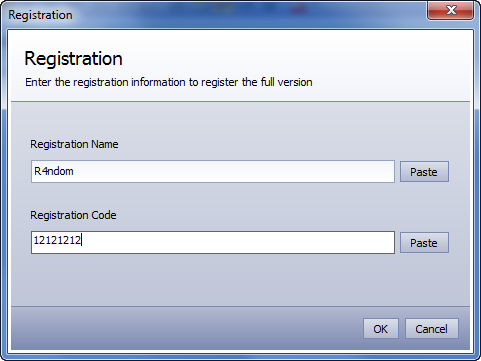 Registration
Registration
Enter the registration information to register the full version
Registration Name
R4ndom
Paste
Registration Code
12121212
Paste
OK
Cancel